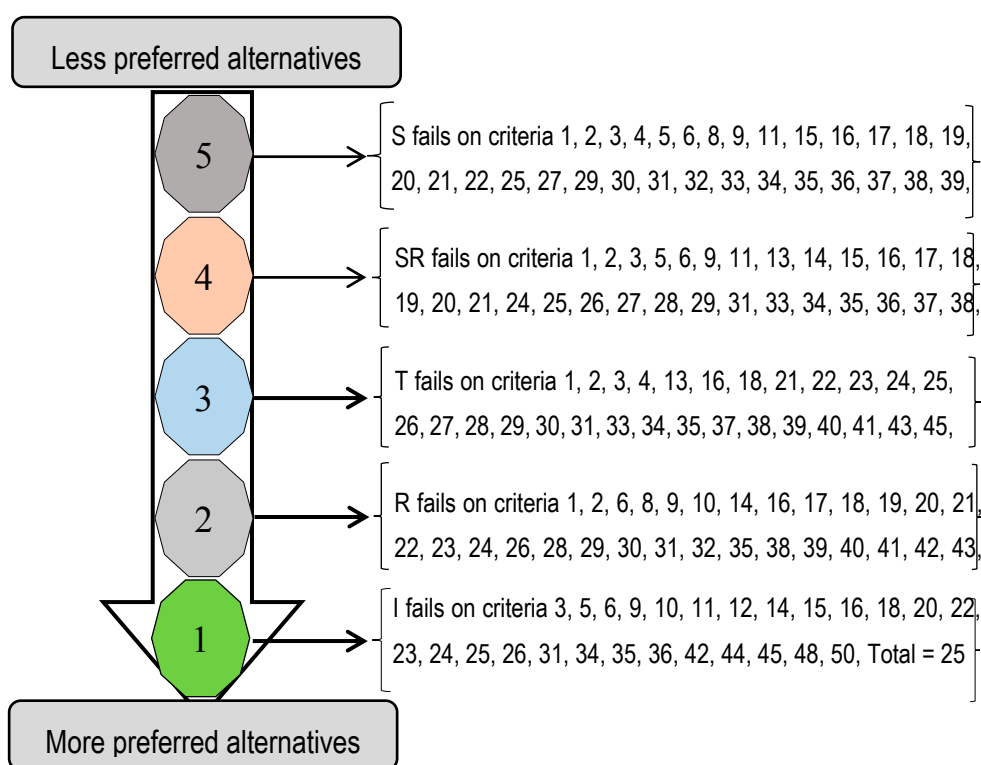 Less preferred alternatives
5
S fails on criteria 1, 2, 3, 4, 5, 6, 8, 9, 11, 15, 16, 17, 18, 19,
20, 21, 22, 25, 27, 29, 30, 31, 32, 33, 34, 35, 36, 37, 38, 39,
4
SR fails on criteria 1, 2, 3, 5, 6, 9, 11, 13, 14, 15, 16, 17, 18,
19, 20, 21, 24, 25, 26, 27, 28, 29, 31, 33, 34, 35, 36, 37, 38,
3
T fails on criteria 1, 2, 3, 4, 13, 16, 18, 21, 22, 23, 24, 25,
26, 27, 28, 29, 30, 31, 33, 34, 35, 37, 38, 39, 40, 41, 43, 45,
2
R fails on criteria 1, 2, 6, 8, 9, 10, 14, 16, 17, 18, 19, 20, 21,
22, 23, 24, 26, 28, 29, 30, 31, 32, 35, 38, 39, 40, 41, 42, 43,
1
I fails on criteria 3, 5, 6, 9, 10, 11, 12, 14, 15, 16, 18, 20, 22,
23, 24, 25, 26, 31, 34, 35, 36, 42, 44, 45, 48, 50, Total = 25
More preferred alternatives